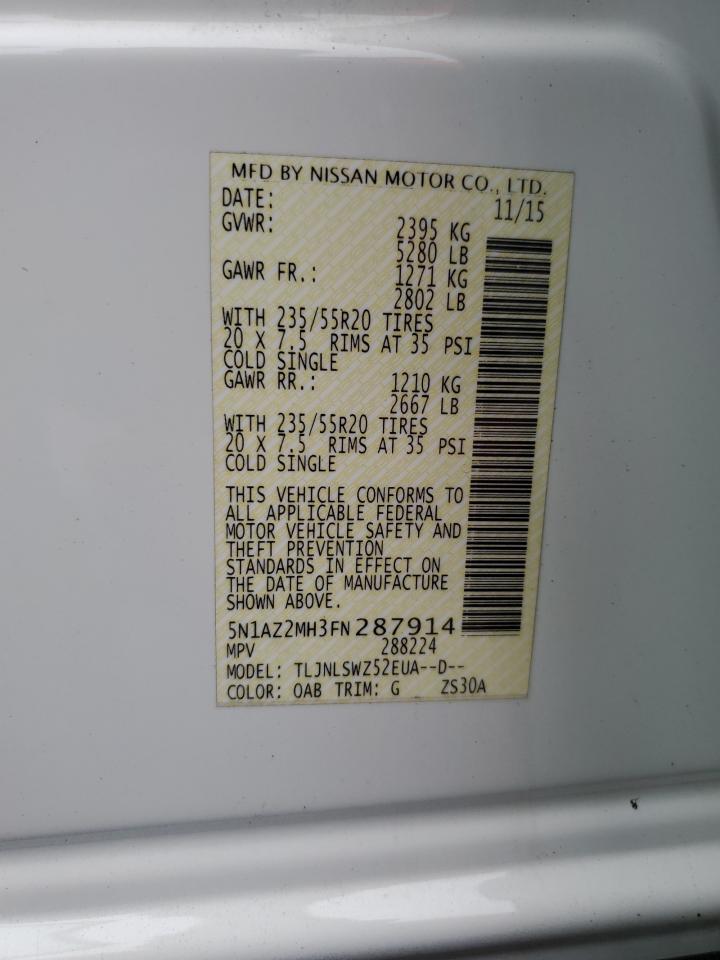 MFD BY NISSAN MOTOR CO., LTD.
DATE: 11/15
GVWR: 2395 KG
5280 LB
GAWR FR.: 1271 KG
2802 LB
WITH 235/55R20 TIRES
20 X 7.5 RIMS AT 35 PSI
COLD SINGLE
GAWR RR.: 1210 KG
2667 LB
WITH 235/55R20 TIRES
20 X 7.5 RIMS AT 35 PSI
COLD SINGLE
THIS VEHICLE CONFORMS TO
ALL APPLICABLE FEDERAL
MOTOR VEHICLE SAFETY AND
THEFT PREVENTION
STANDARDS IN EFFECT ON
THE DATE OF MANUFACTURE
SHOWN ABOVE.
5N1AZ2MH3FN287914
MPV 288224
MODEL: TLJNLSWZ52EUA--D--
COLOR: OAB TRIM: G ZS30A